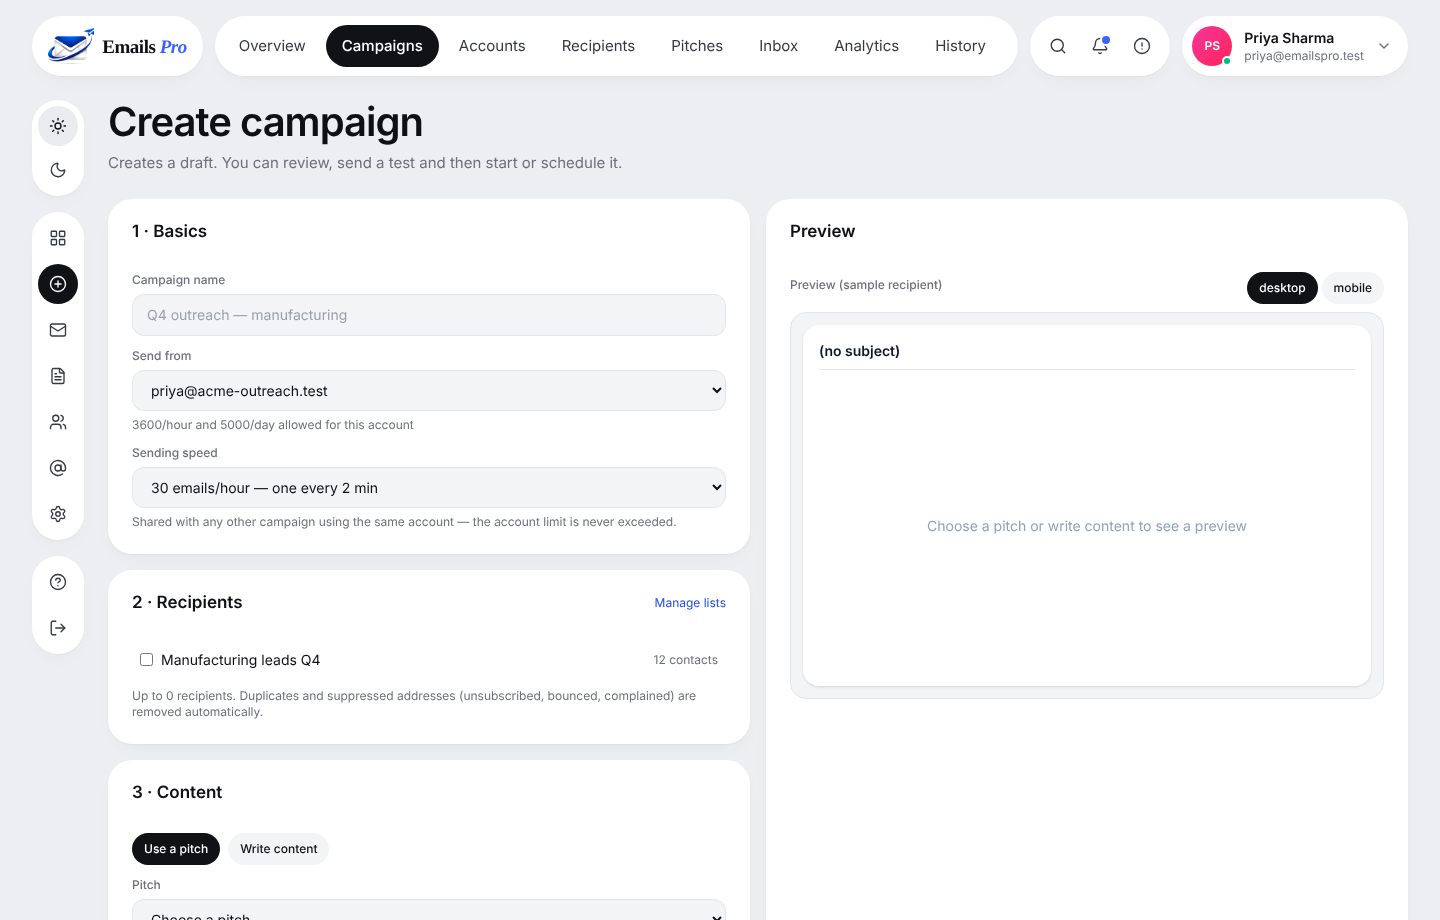 Emails Pro
Overview
Campaigns
Accounts
Recipients
Pitches
Inbox
Analytics
History
PS
Priya Sharma
priya@emailspro.test
Create campaign
Creates a draft. You can review, send a test and then start or schedule it.
1 · Basics
Campaign name
Q4 outreach — manufacturing
Send from
priya@acme-outreach.test
3600/hour and 5000/day allowed for this account
Sending speed
30 emails/hour — one every 2 min
Shared with any other campaign using the same account — the account limit is never exceeded.
2 · Recipients
Manage lists
Manufacturing leads Q4
12 contacts
Up to 0 recipients. Duplicates and suppressed addresses (unsubscribed, bounced, complained) are
removed automatically.
3 · Content
Use a pitch
Write content
Pitch
Choose a pitch
Preview
Preview (sample recipient)
desktop
mobile
(no subject)
Choose a pitch or write content to see a preview